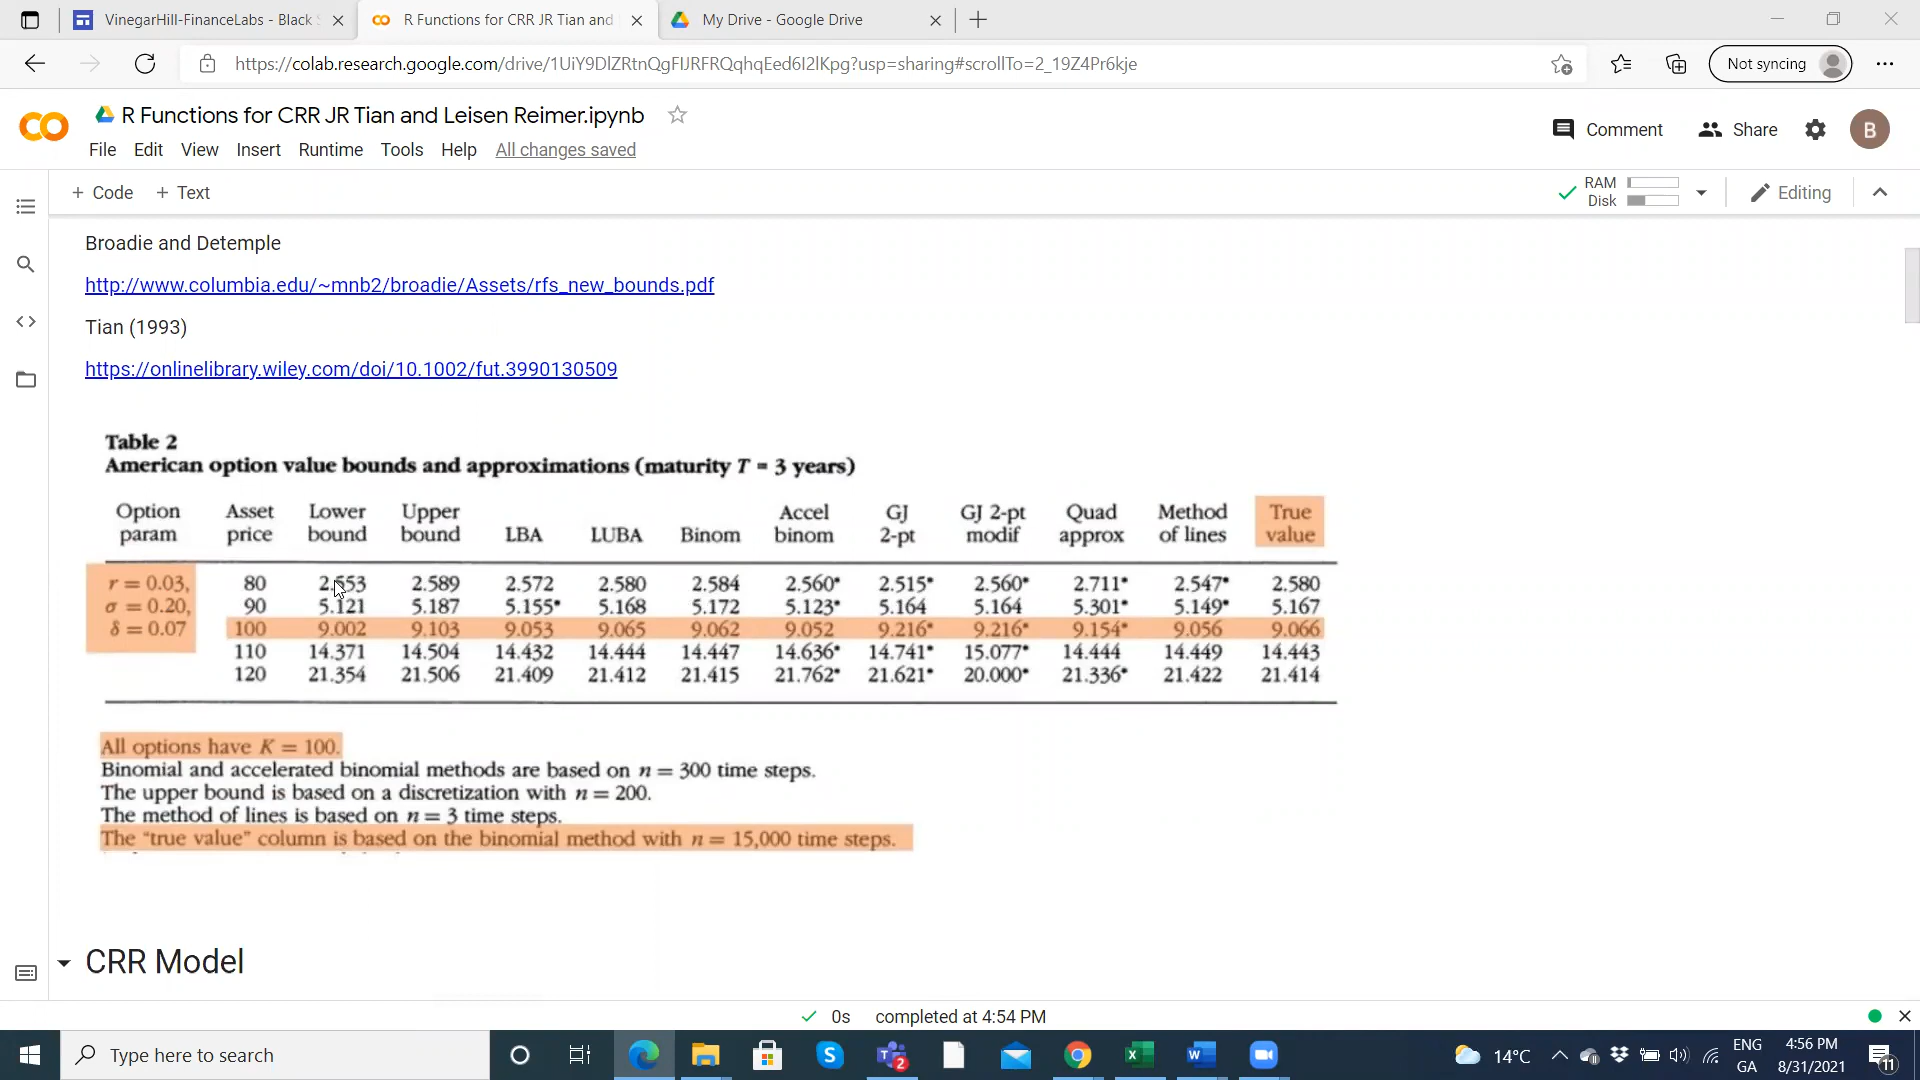 VinegarHill-FinanceLabs - Black S
R Functions for CRR JR Tian and
My Drive - Google Drive
https://colab.research.google.com/drive/1UiY9DlZRtnQgFIJRFRQqhqEed6I2lKpg?usp=sharing#scrollTo=2_19Z4Pr6kje
Not syncing
R Functions for CRR JR Tian and Leisen Reimer.ipynb
Comment Share B
File Edit View Insert Runtime Tools Help All changes saved
+ Code + Text
RAM
Disk
Editing
Broadie and Detemple
http://www.columbia.edu/~mnb2/broadie/Assets/rfs_new_bounds.pdf
Tian (1993)
https://onlinelibrary.wiley.com/doi/10.1002/fut.3990130509
Table 2
American option value bounds and approximations (maturity T = 3 years)
Option Asset Lower Upper Accel GJ GJ 2-pt Quad Method True
param price bound bound LBA LUBA Binom binom 2-pt modif approx of lines value
r = 0.03, 80 2.553 2.589 2.572 2.580 2.584 2.560* 2.515* 2.560* 2.711* 2.547* 2.580
σ = 0.20, 90 5.121 5.187 5.155* 5.168 5.172 5.123* 5.164 5.164 5.301* 5.149* 5.167
δ = 0.07 100 9.002 9.103 9.053 9.065 9.062 9.052 9.216* 9.216* 9.154* 9.056 9.066
110 14.371 14.504 14.432 14.444 14.447 14.636* 14.741* 15.077* 14.444 14.449 14.443
120 21.354 21.506 21.409 21.412 21.415 21.762* 21.621* 20.000* 21.336* 21.422 21.414
All options have K = 100.
Binomial and accelerated binomial methods are based on n = 300 time steps.
The upper bound is based on a discretization with n = 200.
The method of lines is based on n = 3 time steps.
The "true value" column is based on the binomial method with n = 15,000 time steps.
CRR Model
0s completed at 4:54 PM
Type here to search
2
14°C
ENG
GA
4:56 PM
8/31/2021
11